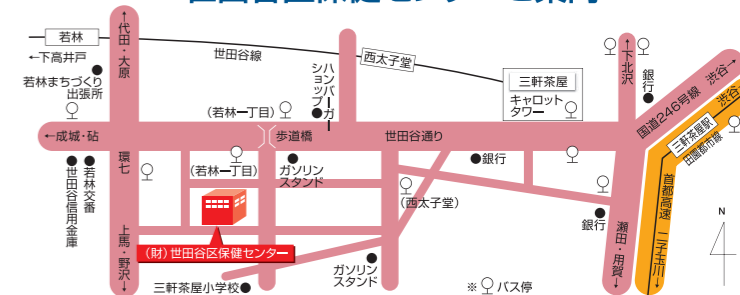 若林
←下高井戸
若林まちづくり
出張所
←代田・大原
世田谷線
西太子堂
ハンバーガー
ショップ
三軒茶屋
キャロット
タワー
←下北沢
銀行
国道246号線 渋谷→
渋谷→
三軒茶屋駅
田園都市線
(若林一丁目)
←成城・砧
歩道橋
世田谷通り
環七
若林交番
世田谷信用金庫
(若林一丁目)
ガソリン
スタンド
銀行
(西太子堂)
銀行
首都高速
二子玉川→
瀬田・用賀→
上馬・野沢→
(財)世田谷区保健センター
三軒茶屋小学校
ガソリン
スタンド
※ バス停
N